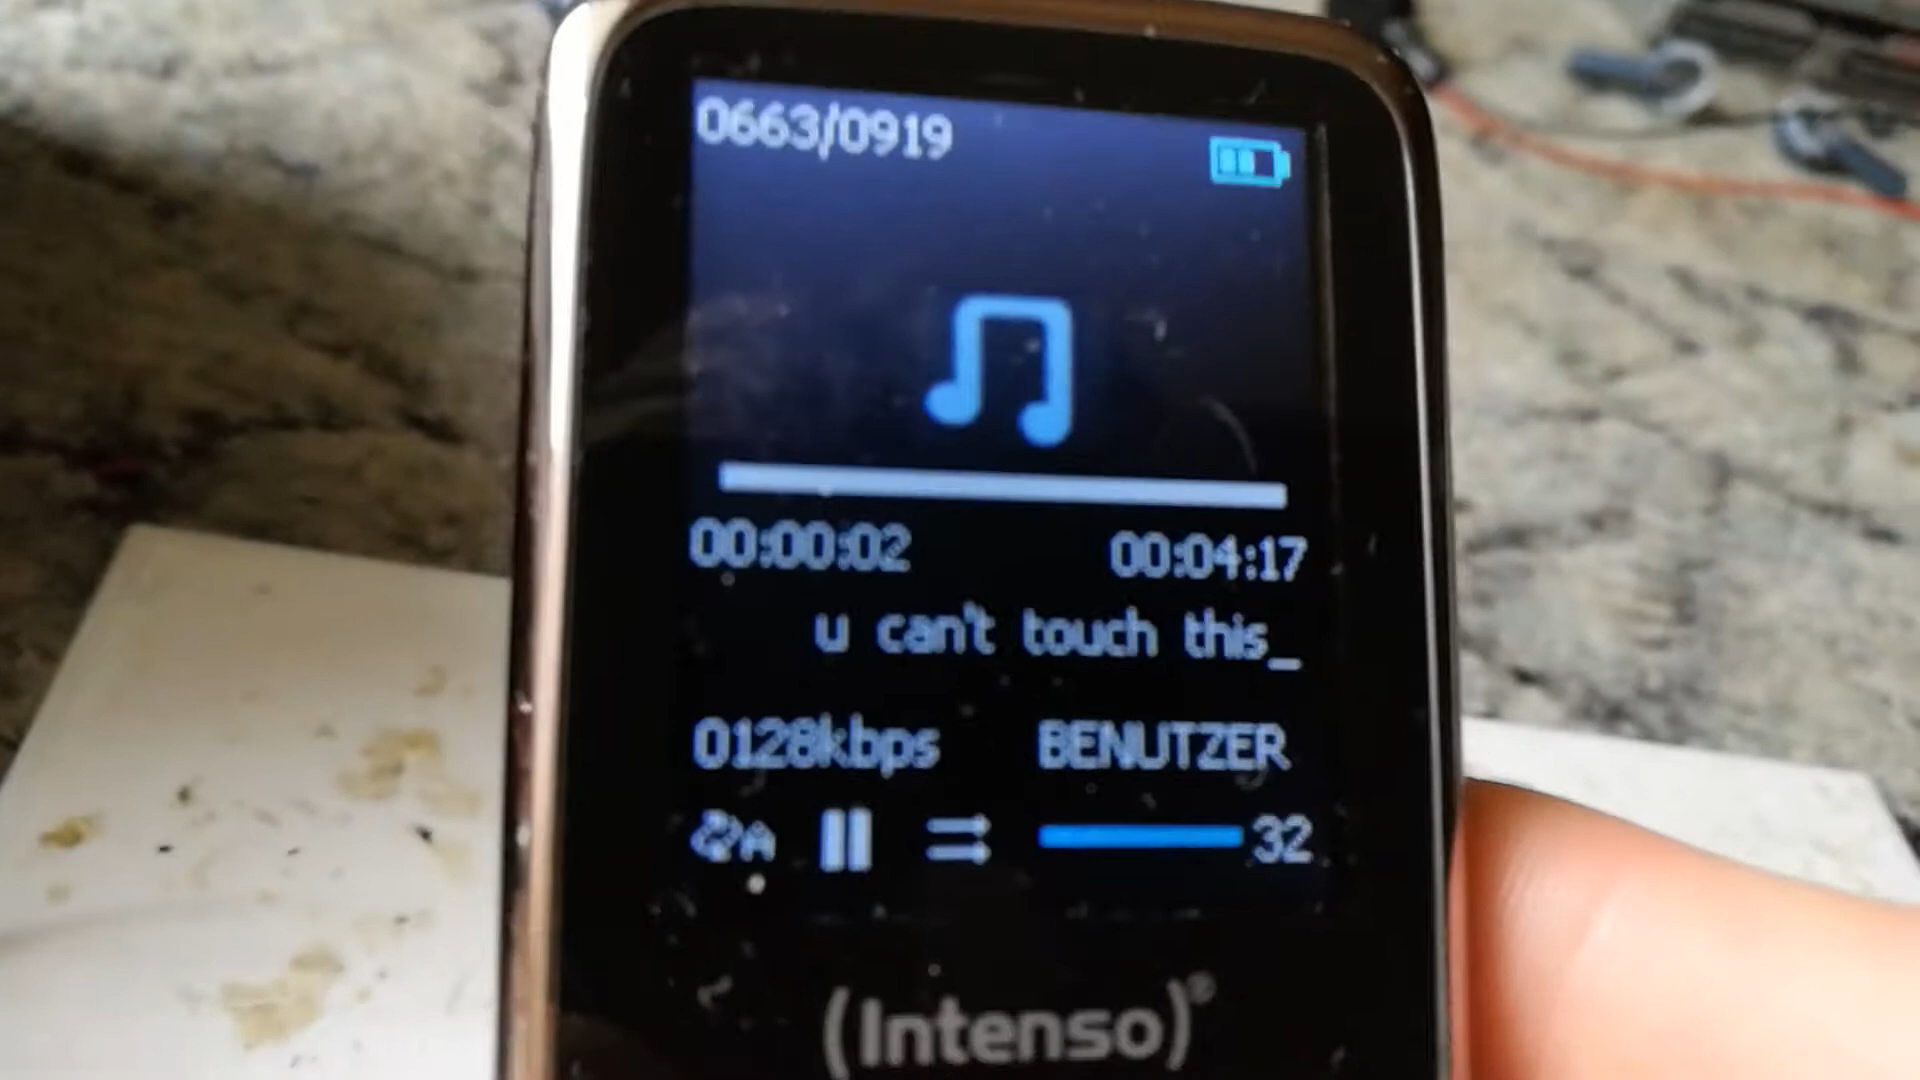 0663/0919
00:00:02 00:04:17
u can't touch this_
0128kbps BENUTZER
A 32
(Intenso)®